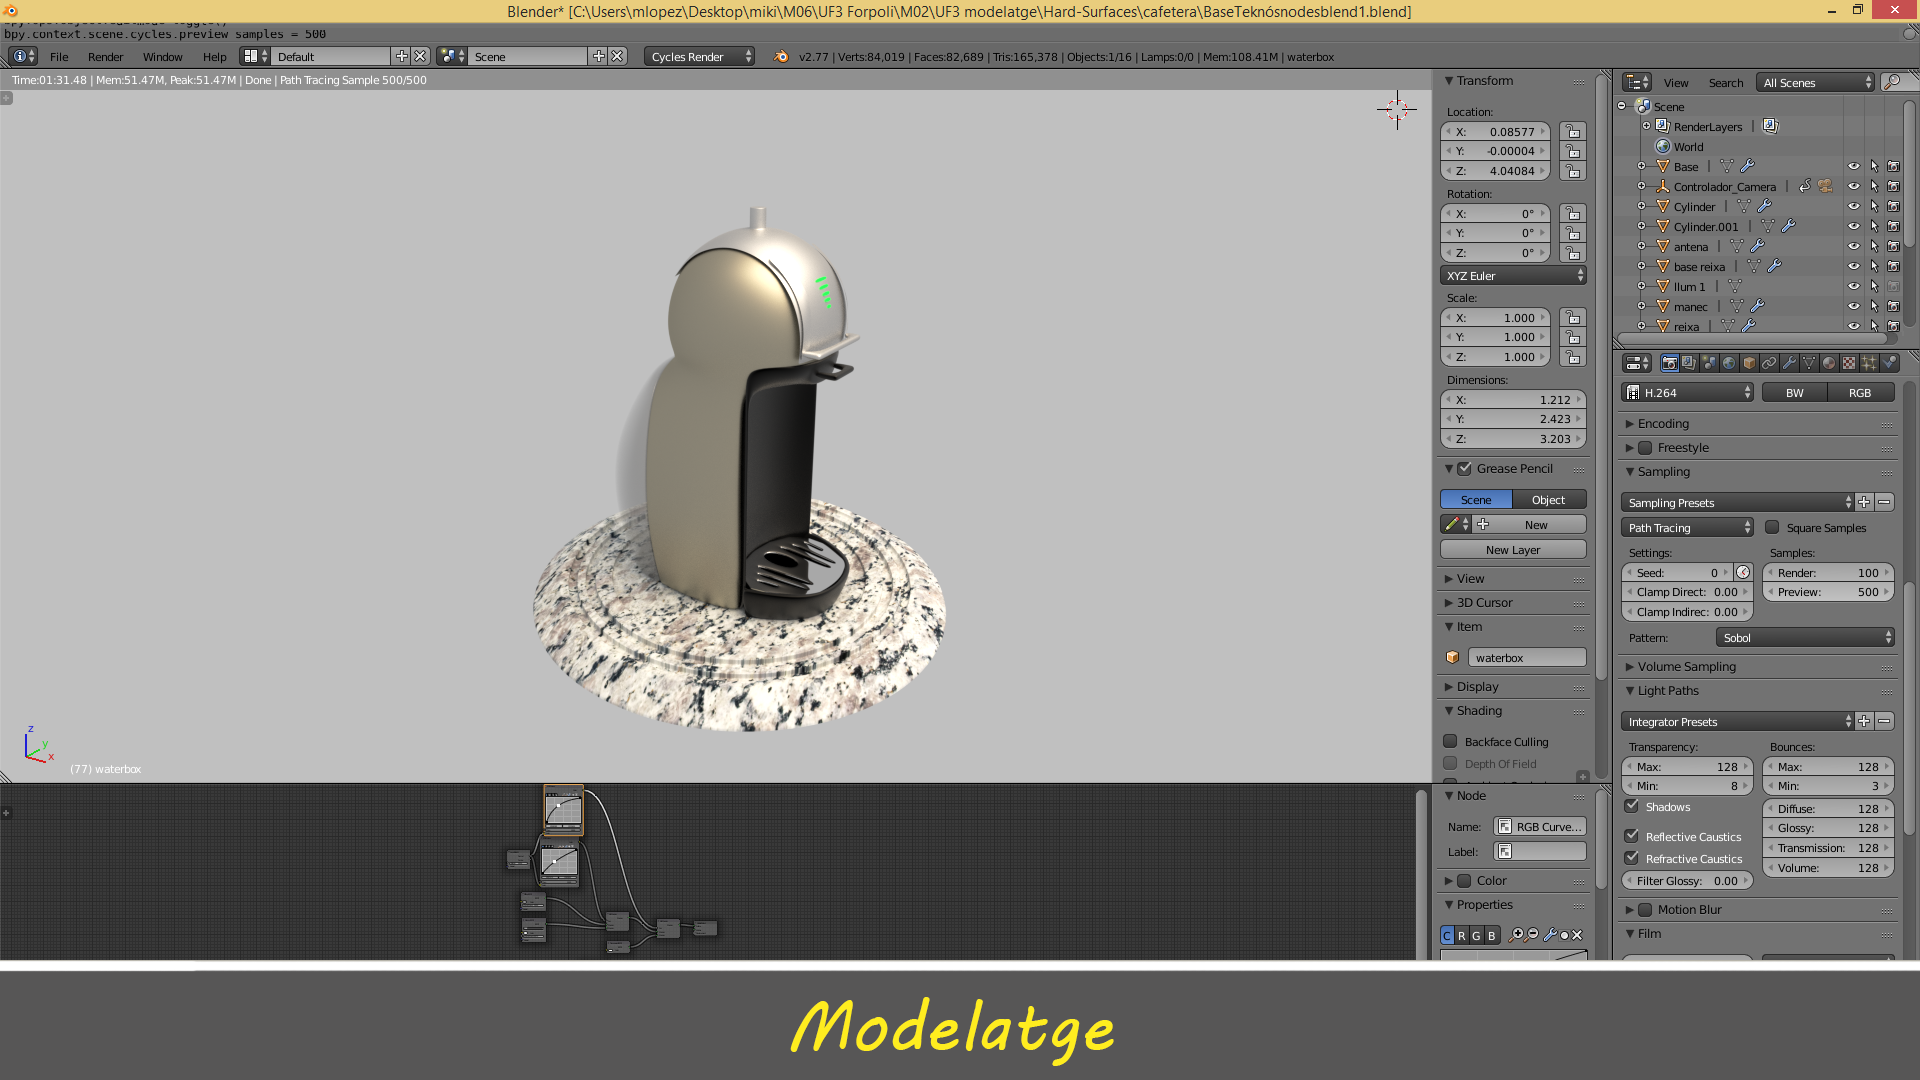 Blender* [C:\Users\mlopez\Desktop\miki\M06\UF3 Forpoli\M02\UF3 modelatge\Hard-Surfaces\cafetera\BaseTeknósnodesblend1.blend]
bpy.context.scene.cycles.preview_samples = 500
File Render Window Help Default Scene Cycles Render v2.77 | Verts:84,019 | Faces:82,689 | Tris:165,378 | Objects:1/16 | Lamps:0/0 | Mem:108.41M | waterbox
Time:01:31.48 | Mem:51.47M, Peak:51.47M | Done | Path Tracing Sample 500/500
(77) waterbox
z
y
x
Transform
Location:
X: 0.08577
Y: -0.00004
Z: 4.04084
Rotation:
X: 0°
Y: 0°
Z: 0°
XYZ Euler
Scale:
X: 1.000
Y: 1.000
Z: 1.000
Dimensions:
X: 1.212
Y: 2.423
Z: 3.203
Grease Pencil
Scene Object
New
New Layer
View
3D Cursor
Item
waterbox
Display
Shading
Backface Culling
Depth Of Field
Node
Name: RGB Curve...
Label:
Color
Properties
C R G B
View Search All Scenes
Scene
RenderLayers |
World
Base |
Controlador_Camera |
Cylinder |
Cylinder.001 |
antena |
base reixa |
llum 1 |
manec |
reixa |
H.264 BW RGB
Encoding
Freestyle
Sampling
Sampling Presets
Path Tracing Square Samples
Settings: Samples:
Seed: 0 Render: 100
Clamp Direct: 0.00 Preview: 500
Clamp Indirec: 0.00
Pattern: Sobol
Volume Sampling
Light Paths
Integrator Presets
Transparency: Bounces:
Max: 128 Max: 128
Min: 8 Min: 3
Shadows Diffuse: 128
Glossy: 128
Reflective Caustics
Transmission: 128
Refractive Caustics
Volume: 128
Filter Glossy: 0.00
Motion Blur
Film
Modelatge